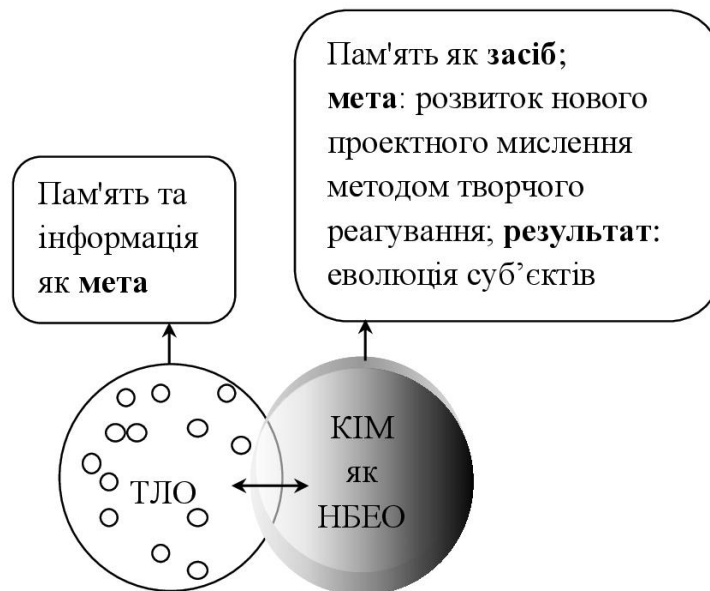 Пам'ять як засіб;
мета: розвиток нового
проектного мислення
методом творчого
реагування; результат:
еволюція суб’єктів
Пам'ять та
інформація
як мета
ТЛО
КІМ
як
НБЕО